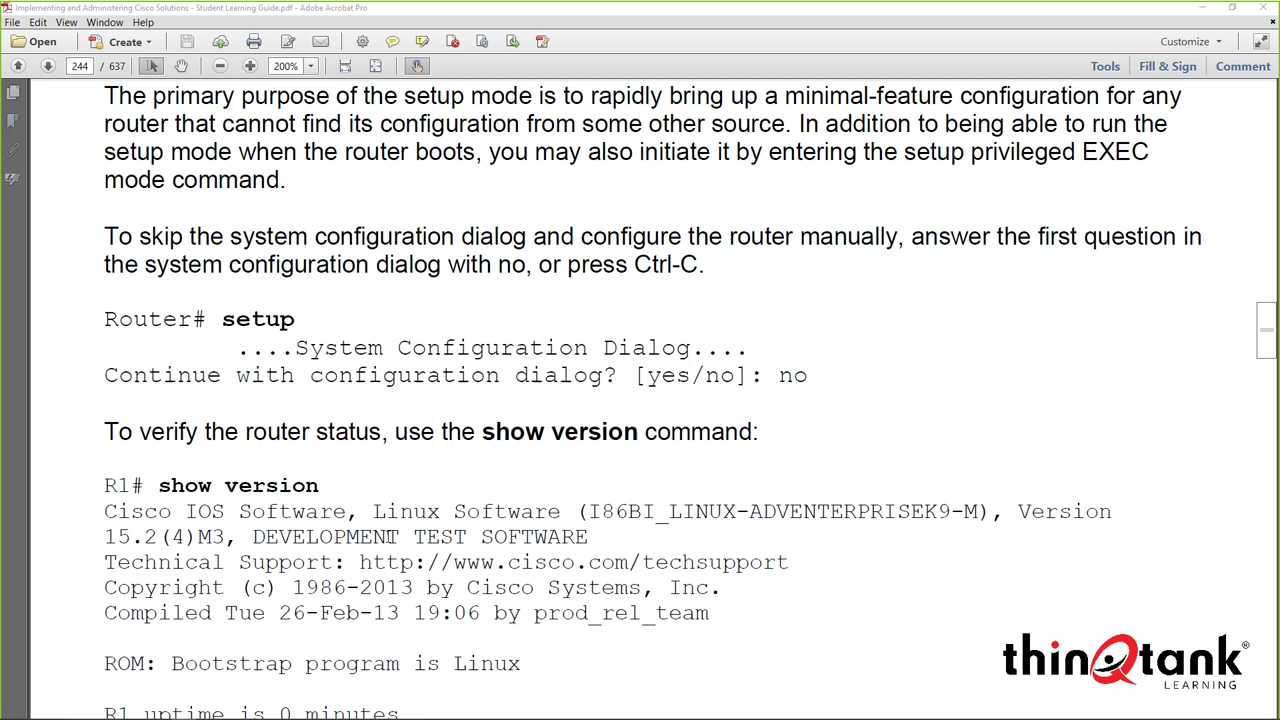 Implementing and Administering Cisco Solutions - Student Learning Guide.pdf - Adobe Acrobat Pro
File Edit View Window Help
Open Create Customize
244 / 637 200% Tools Fill & Sign Comment
The primary purpose of the setup mode is to rapidly bring up a minimal-feature configuration for any
router that cannot find its configuration from some other source. In addition to being able to run the
setup mode when the router boots, you may also initiate it by entering the setup privileged EXEC
mode command.
To skip the system configuration dialog and configure the router manually, answer the first question in
the system configuration dialog with no, or press Ctrl-C.
Router# setup
....System Configuration Dialog....
Continue with configuration dialog? [yes/no]: no
To verify the router status, use the show version command:
R1# show version
Cisco IOS Software, Linux Software (I86BI_LINUX-ADVENTERPRISEK9-M), Version
15.2(4)M3, DEVELOPMENT TEST SOFTWARE
Technical Support: http://www.cisco.com/techsupport
Copyright (c) 1986-2013 by Cisco Systems, Inc.
Compiled Tue 26-Feb-13 19:06 by prod_rel_team
ROM: Bootstrap program is Linux
R1 uptime is 0 minutes
thinQtank®
LEARNING